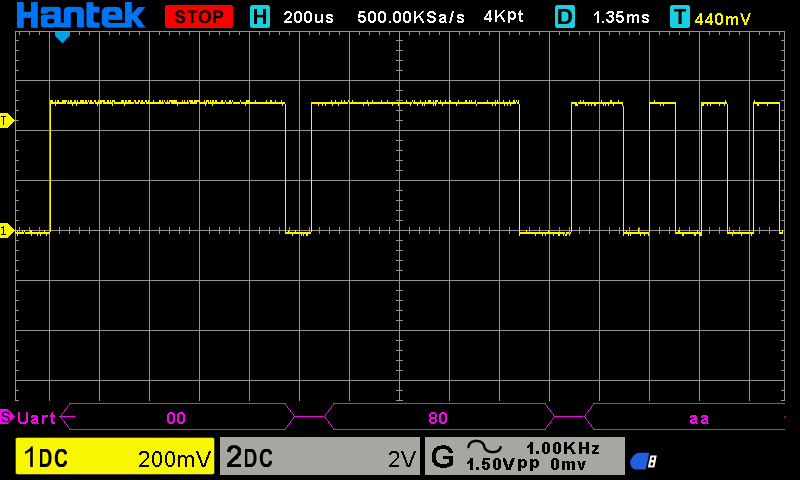 Hantek STOP H 200us 500.00KSa/s 4Kpt D 1.35ms T 440mV
T
1
S Uart 00 80 aa
1DC 200mV 2DC 2V G 1.00KHz
1.50Vpp 0mv